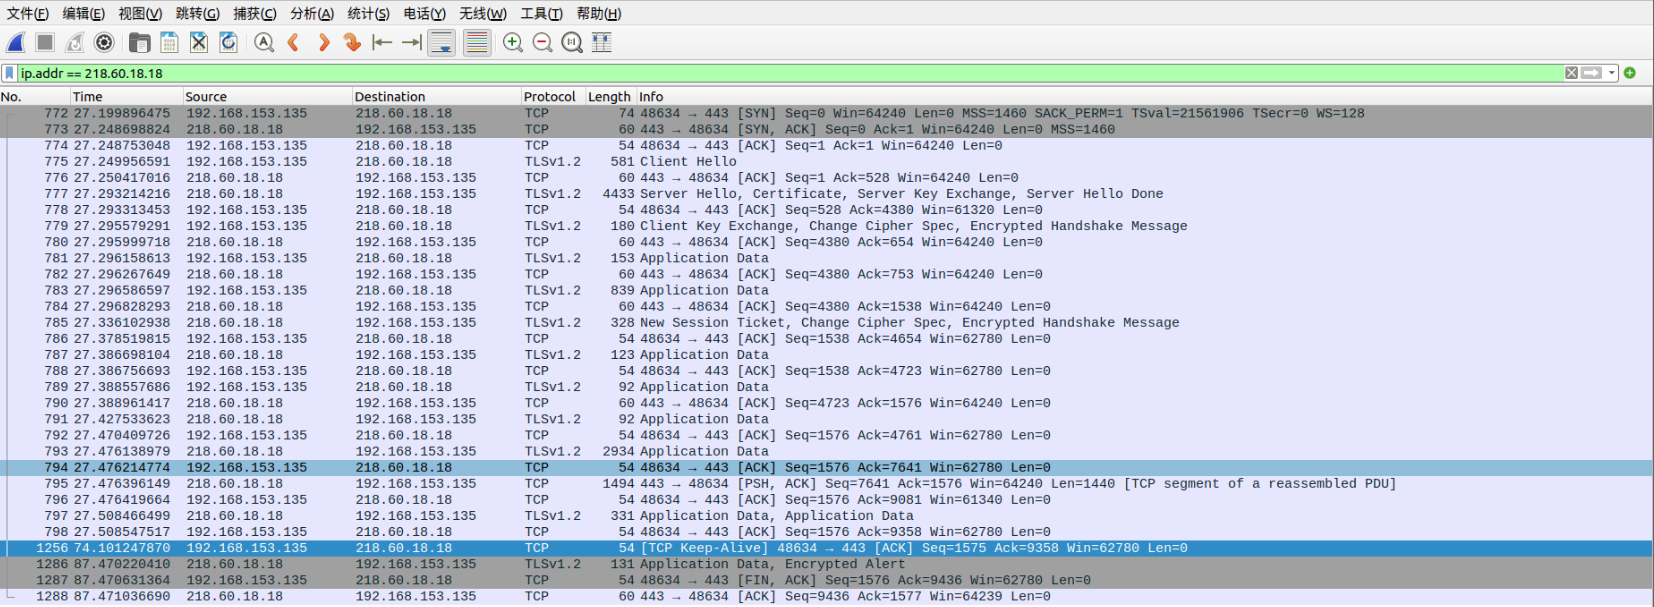 文件(F) 编辑(E) 视图(V) 跳转(G) 捕获(C) 分析(A) 统计(S) 电话(Y) 无线(W) 工具(T) 帮助(H)
ip.addr == 218.60.18.18
No. Time Source Destination Protocol Length Info
772 27.199896475 192.168.153.135 218.60.18.18 TCP 74 48634 → 443 [SYN] Seq=0 Win=64240 Len=0 MSS=1460 SACK_PERM=1 TSval=21561906 TSecr=0 WS=128
773 27.248698824 218.60.18.18 192.168.153.135 TCP 60 443 → 48634 [SYN, ACK] Seq=0 Ack=1 Win=64240 Len=0 MSS=1460
774 27.248753048 192.168.153.135 218.60.18.18 TCP 54 48634 → 443 [ACK] Seq=1 Ack=1 Win=64240 Len=0
775 27.249956591 192.168.153.135 218.60.18.18 TLSv1.2 581 Client Hello
776 27.250417016 218.60.18.18 192.168.153.135 TCP 60 443 → 48634 [ACK] Seq=1 Ack=528 Win=64240 Len=0
777 27.293214216 218.60.18.18 192.168.153.135 TLSv1.2 4433 Server Hello, Certificate, Server Key Exchange, Server Hello Done
778 27.293313453 192.168.153.135 218.60.18.18 TCP 54 48634 → 443 [ACK] Seq=528 Ack=4380 Win=61320 Len=0
779 27.295579291 192.168.153.135 218.60.18.18 TLSv1.2 180 Client Key Exchange, Change Cipher Spec, Encrypted Handshake Message
780 27.295999718 218.60.18.18 192.168.153.135 TCP 60 443 → 48634 [ACK] Seq=4380 Ack=654 Win=64240 Len=0
781 27.296158613 192.168.153.135 218.60.18.18 TLSv1.2 153 Application Data
782 27.296267649 218.60.18.18 192.168.153.135 TCP 60 443 → 48634 [ACK] Seq=4380 Ack=753 Win=64240 Len=0
783 27.296586597 192.168.153.135 218.60.18.18 TLSv1.2 839 Application Data
784 27.296828293 218.60.18.18 192.168.153.135 TCP 60 443 → 48634 [ACK] Seq=4380 Ack=1538 Win=64240 Len=0
785 27.336102938 218.60.18.18 192.168.153.135 TLSv1.2 328 New Session Ticket, Change Cipher Spec, Encrypted Handshake Message
786 27.378519815 192.168.153.135 218.60.18.18 TCP 54 48634 → 443 [ACK] Seq=1538 Ack=4654 Win=62780 Len=0
787 27.386698104 218.60.18.18 192.168.153.135 TLSv1.2 123 Application Data
788 27.386756693 192.168.153.135 218.60.18.18 TCP 54 48634 → 443 [ACK] Seq=1538 Ack=4723 Win=62780 Len=0
789 27.388557686 192.168.153.135 218.60.18.18 TLSv1.2 92 Application Data
790 27.388961417 218.60.18.18 192.168.153.135 TCP 60 443 → 48634 [ACK] Seq=4723 Ack=1576 Win=64240 Len=0
791 27.427533623 218.60.18.18 192.168.153.135 TLSv1.2 92 Application Data
792 27.470409726 192.168.153.135 218.60.18.18 TCP 54 48634 → 443 [ACK] Seq=1576 Ack=4761 Win=62780 Len=0
793 27.476138979 218.60.18.18 192.168.153.135 TLSv1.2 2934 Application Data
794 27.476214774 192.168.153.135 218.60.18.18 TCP 54 48634 → 443 [ACK] Seq=1576 Ack=7641 Win=62780 Len=0
795 27.476396149 218.60.18.18 192.168.153.135 TCP 1494 443 → 48634 [PSH, ACK] Seq=7641 Ack=1576 Win=64240 Len=1440 [TCP segment of a reassembled PDU]
796 27.476419664 192.168.153.135 218.60.18.18 TCP 54 48634 → 443 [ACK] Seq=1576 Ack=9081 Win=61340 Len=0
797 27.508466499 218.60.18.18 192.168.153.135 TLSv1.2 331 Application Data, Application Data
798 27.508547517 192.168.153.135 218.60.18.18 TCP 54 48634 → 443 [ACK] Seq=1576 Ack=9358 Win=62780 Len=0
1256 74.101247870 192.168.153.135 218.60.18.18 TCP 54 [TCP Keep-Alive] 48634 → 443 [ACK] Seq=1575 Ack=9358 Win=62780 Len=0
1286 87.470220410 218.60.18.18 192.168.153.135 TLSv1.2 131 Application Data, Encrypted Alert
1287 87.470631364 192.168.153.135 218.60.18.18 TCP 54 48634 → 443 [FIN, ACK] Seq=1576 Ack=9436 Win=62780 Len=0
1288 87.471036690 218.60.18.18 192.168.153.135 TCP 60 443 → 48634 [ACK] Seq=9436 Ack=1577 Win=64239 Len=0